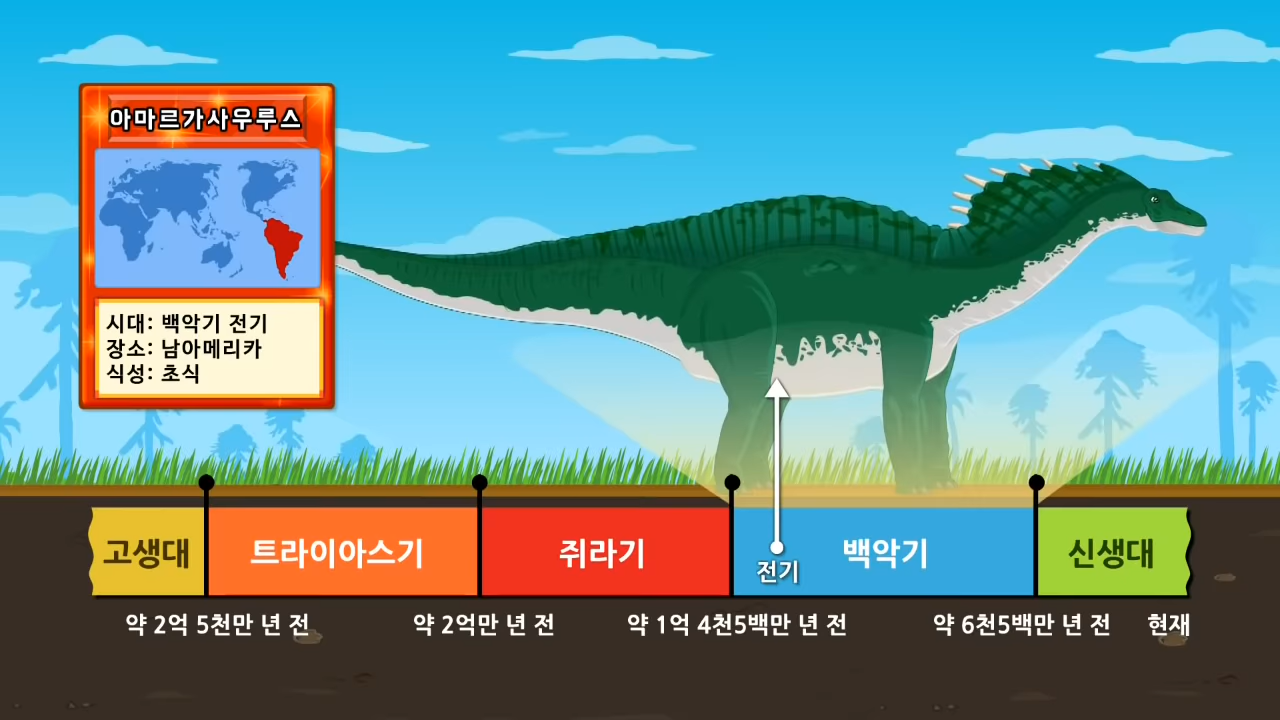 아마르가사우루스
시대: 백악기 전기
장소: 남아메리카
식성: 초식
고생대
트라이아스기
쥐라기
백악기
신생대
전기
약 2억 5천만 년 전
약 2억만 년 전
약 1억 4천5백만 년 전
약 6천5백만 년 전
현재